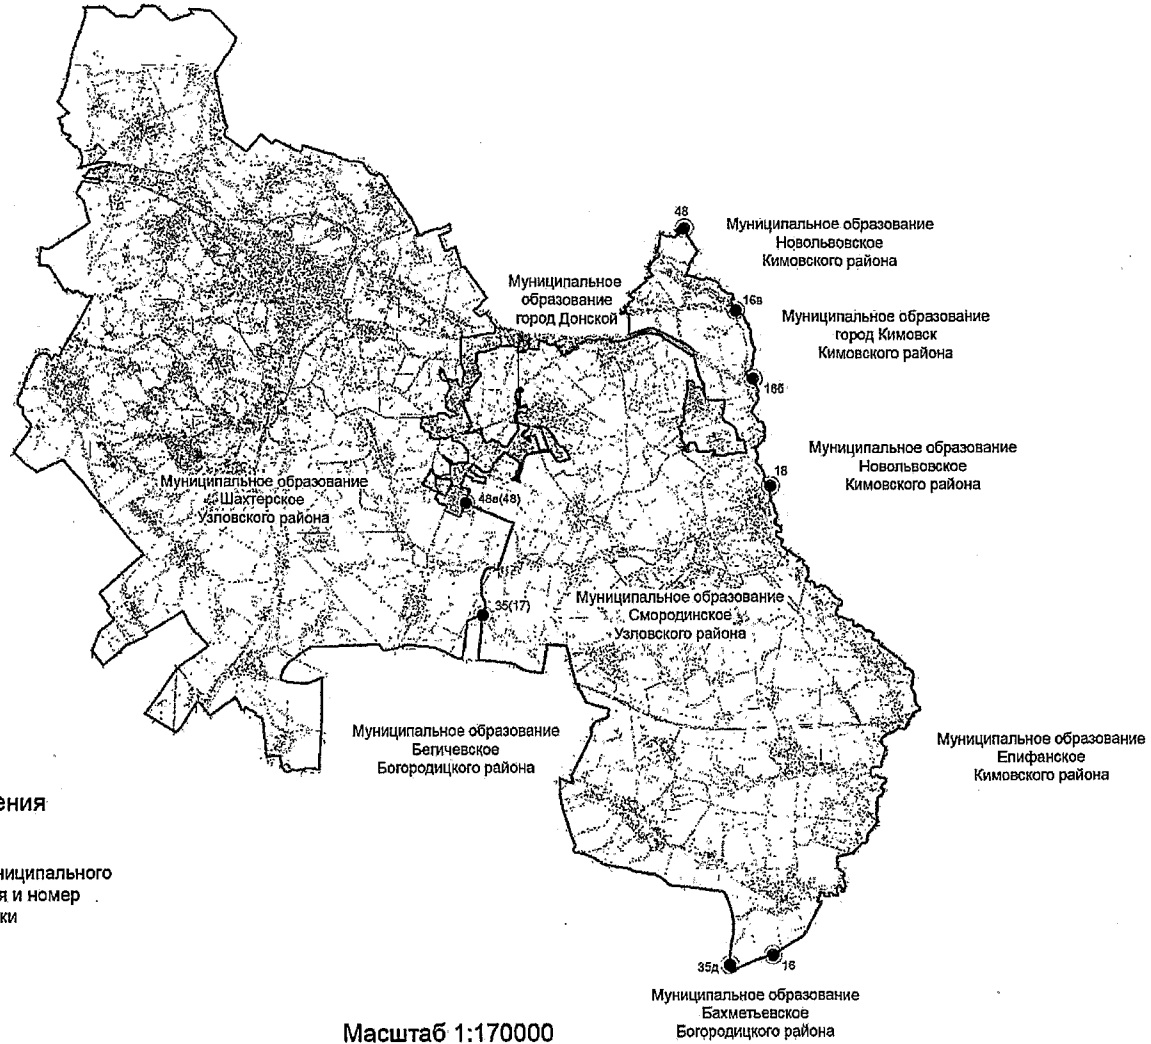 48
Муниципальное образование
Новольвовское
Кимовского района
Муниципальное
образование
город Донской
16в
Муниципальное образование
город Кимовск
Кимовского района
16б
Муниципальное образование
Новольвовское
Кимовского района
18
Муниципальное образование
Шахтерское
Узловского района
48в(48)
35(17)
Муниципальное образование
Смородинское
Узловского района
Муниципальное образование
Бегичевское
Богородицкого района
Муниципальное образование
Епифанское
Кимовского района
ения
ниципального
я и номер
ки
35д
16
Муниципальное образование
Бахметьевское
Богородицкого района
Масштаб 1:170000